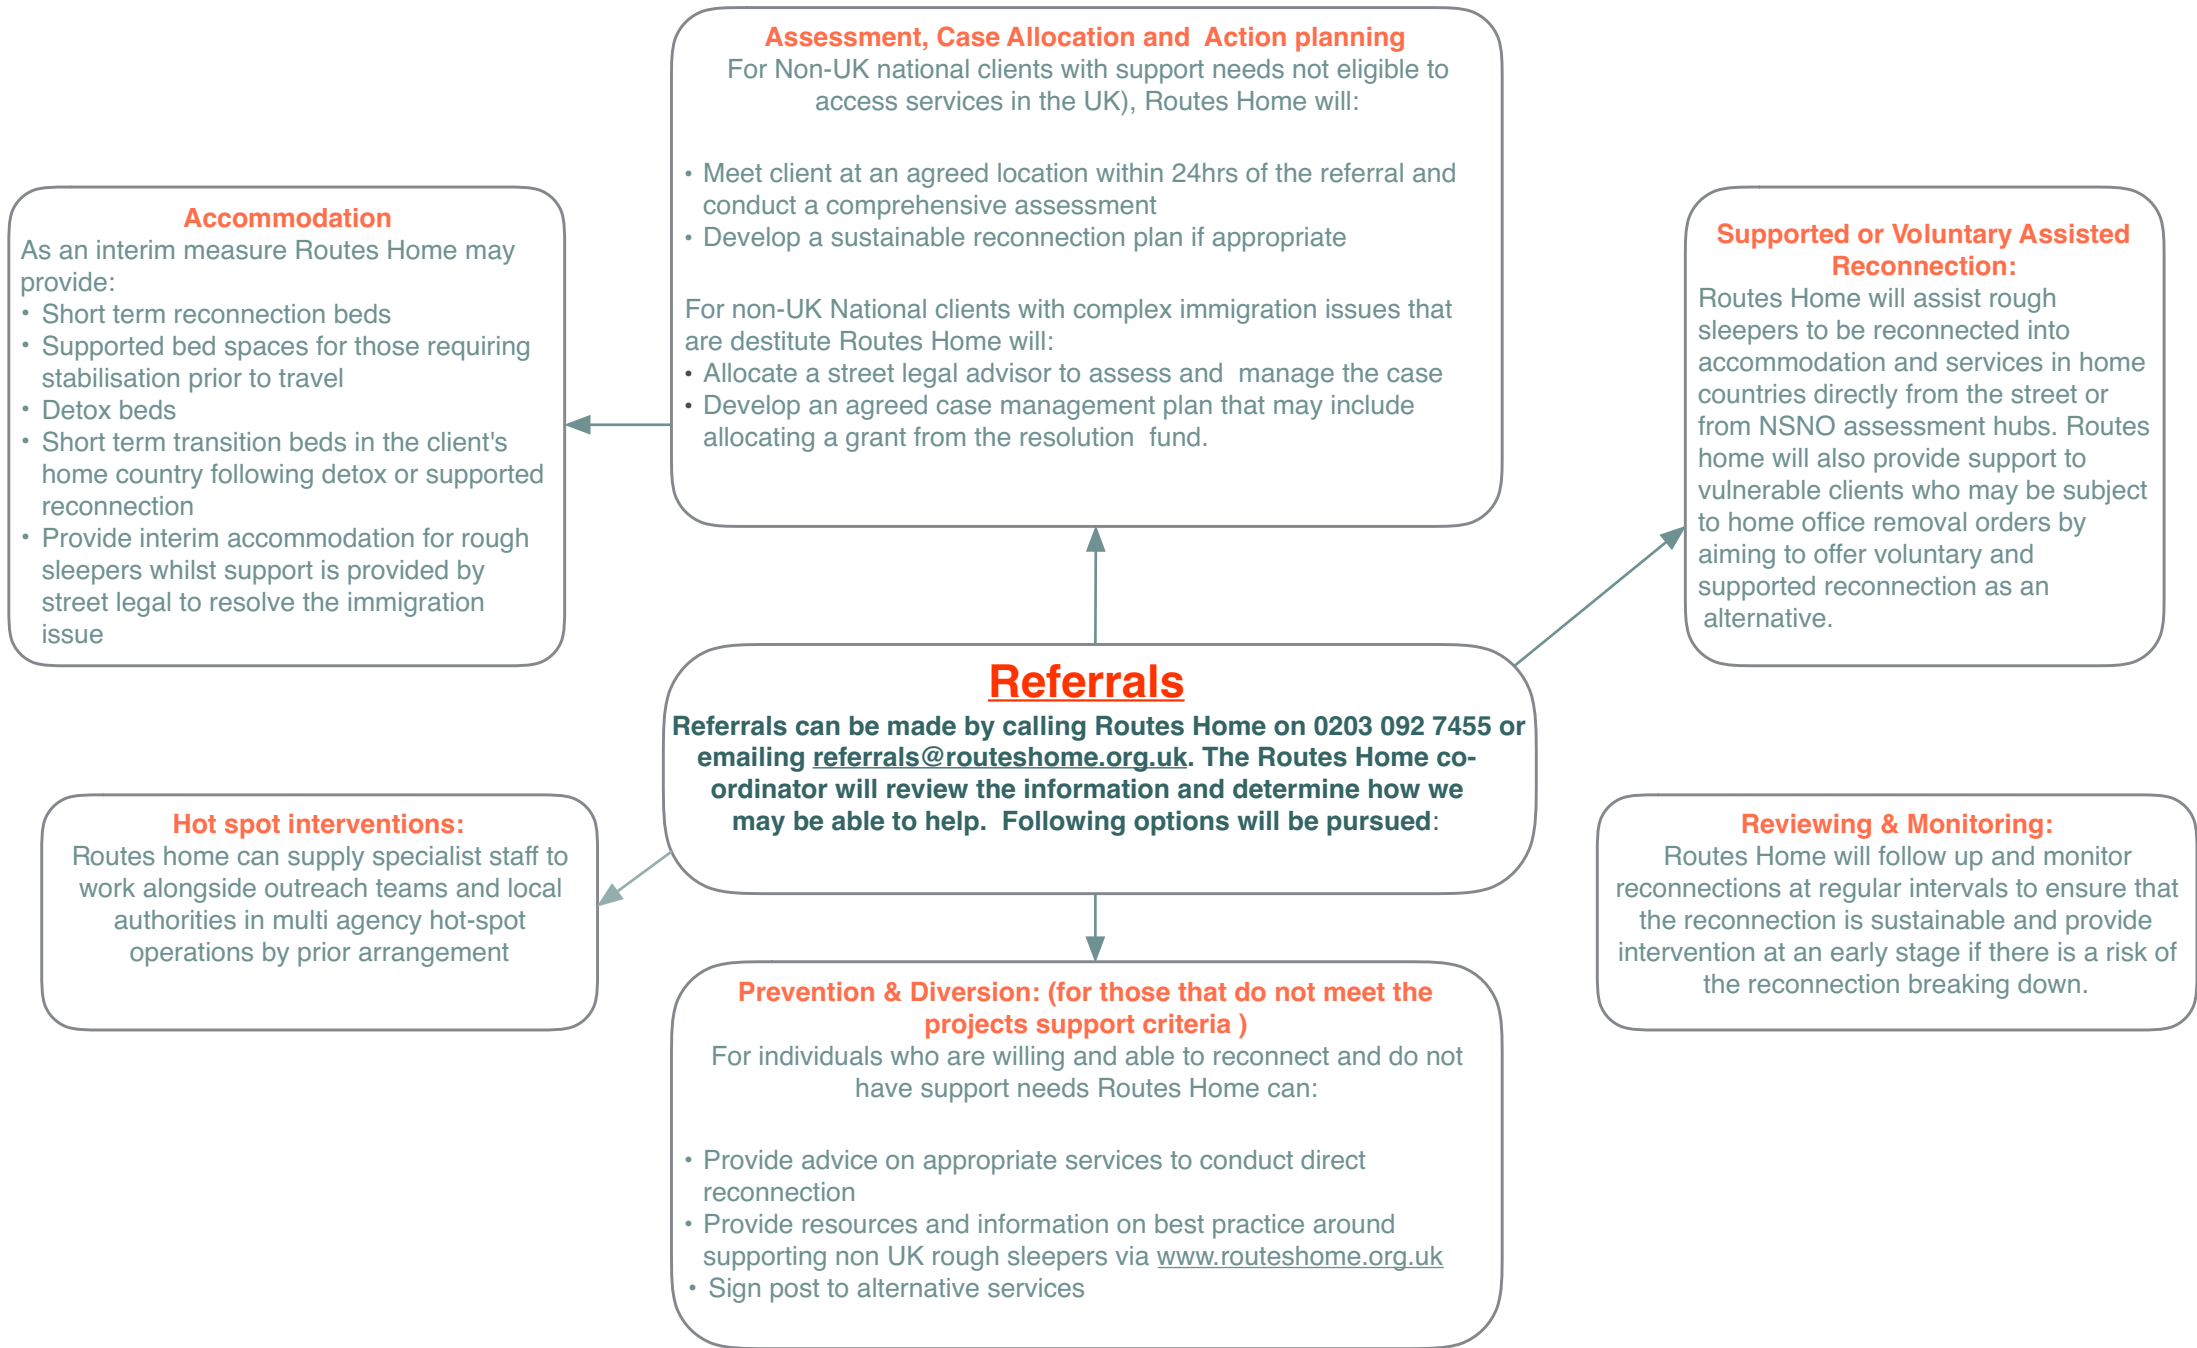 Assessment, Case Allocation and  Action planning
For Non-UK national clients with support needs not eligible to
access services in the UK), Routes Home will:
• Meet client at an agreed location within 24hrs of the referral and
conduct a comprehensive assessment
• Develop a sustainable reconnection plan if appropriate
For non-UK National clients with complex immigration issues that
are destitute Routes Home will:
• Allocate a street legal advisor to assess and  manage the case
• Develop an agreed case management plan that may include
allocating a grant from the resolution  fund.
Accommodation
As an interim measure Routes Home may
provide:
• Short term reconnection beds
• Supported bed spaces for those requiring
stabilisation prior to travel
• Detox beds
• Short term transition beds in the client's
home country following detox or supported
reconnection
• Provide interim accommodation for rough
sleepers whilst support is provided by
street legal to resolve the immigration
issue
Supported or Voluntary Assisted
Reconnection:
Routes Home will assist rough
sleepers to be reconnected into
accommodation and services in home
countries directly from the street or
from NSNO assessment hubs. Routes
home will also provide support to
vulnerable clients who may be subject
to home office removal orders by
aiming to offer voluntary and
supported reconnection as an
alternative.
Referrals
Referrals can be made by calling Routes Home on 0203 092 7455 or
emailing referrals@routeshome.org.uk. The Routes Home co-
ordinator will review the information and determine how we
may be able to help.  Following options will be pursued:
Hot spot interventions:
Routes home can supply specialist staff to
work alongside outreach teams and local
authorities in multi agency hot-spot
operations by prior arrangement
Reviewing & Monitoring:
Routes Home will follow up and monitor
reconnections at regular intervals to ensure that
the reconnection is sustainable and provide
intervention at an early stage if there is a risk of
the reconnection breaking down.
Prevention & Diversion: (for those that do not meet the
projects support criteria )
For individuals who are willing and able to reconnect and do not
have support needs Routes Home can:
• Provide advice on appropriate services to conduct direct
reconnection
• Provide resources and information on best practice around
supporting non UK rough sleepers via www.routeshome.org.uk
• Sign post to alternative services